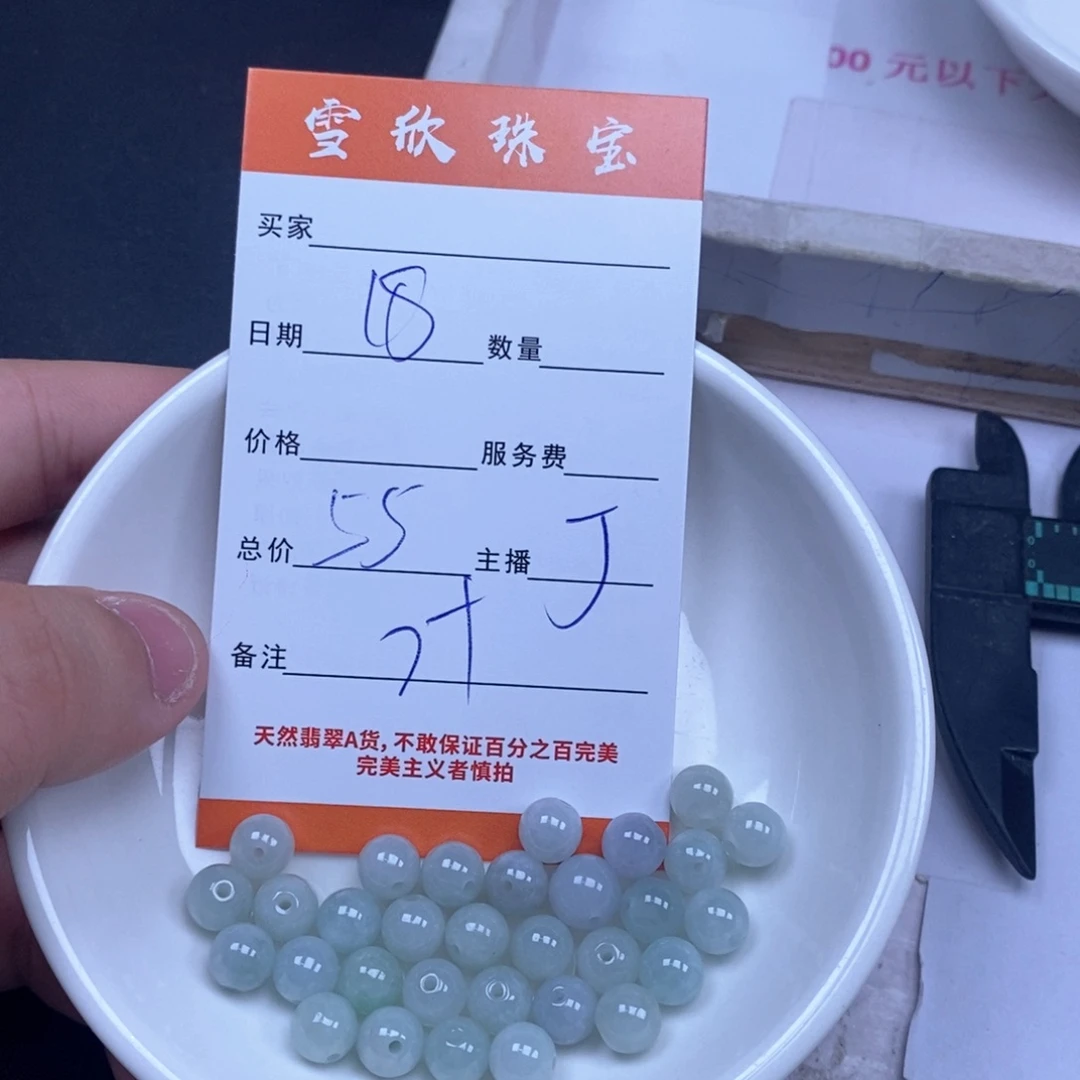 00 元以下
雪欣珠宝
买家
日期 18 数量
价格 服务费
总价 55 主播 J
备注
天然翡翠A货,不敢保证百分之百完美
完美主义者慎拍